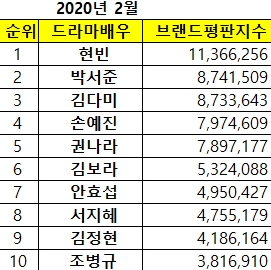 2020년 2월
순위 드라마배우 브랜드평판지수
1 현빈 11,366,256
2 박서준 8,741,509
3 김다미 8,733,643
4 손예진 7,974,609
5 권나라 7,897,177
6 김보라 5,324,088
7 안효섭 4,950,427
8 서지혜 4,755,179
9 김정현 4,186,164
10 조병규 3,816,910